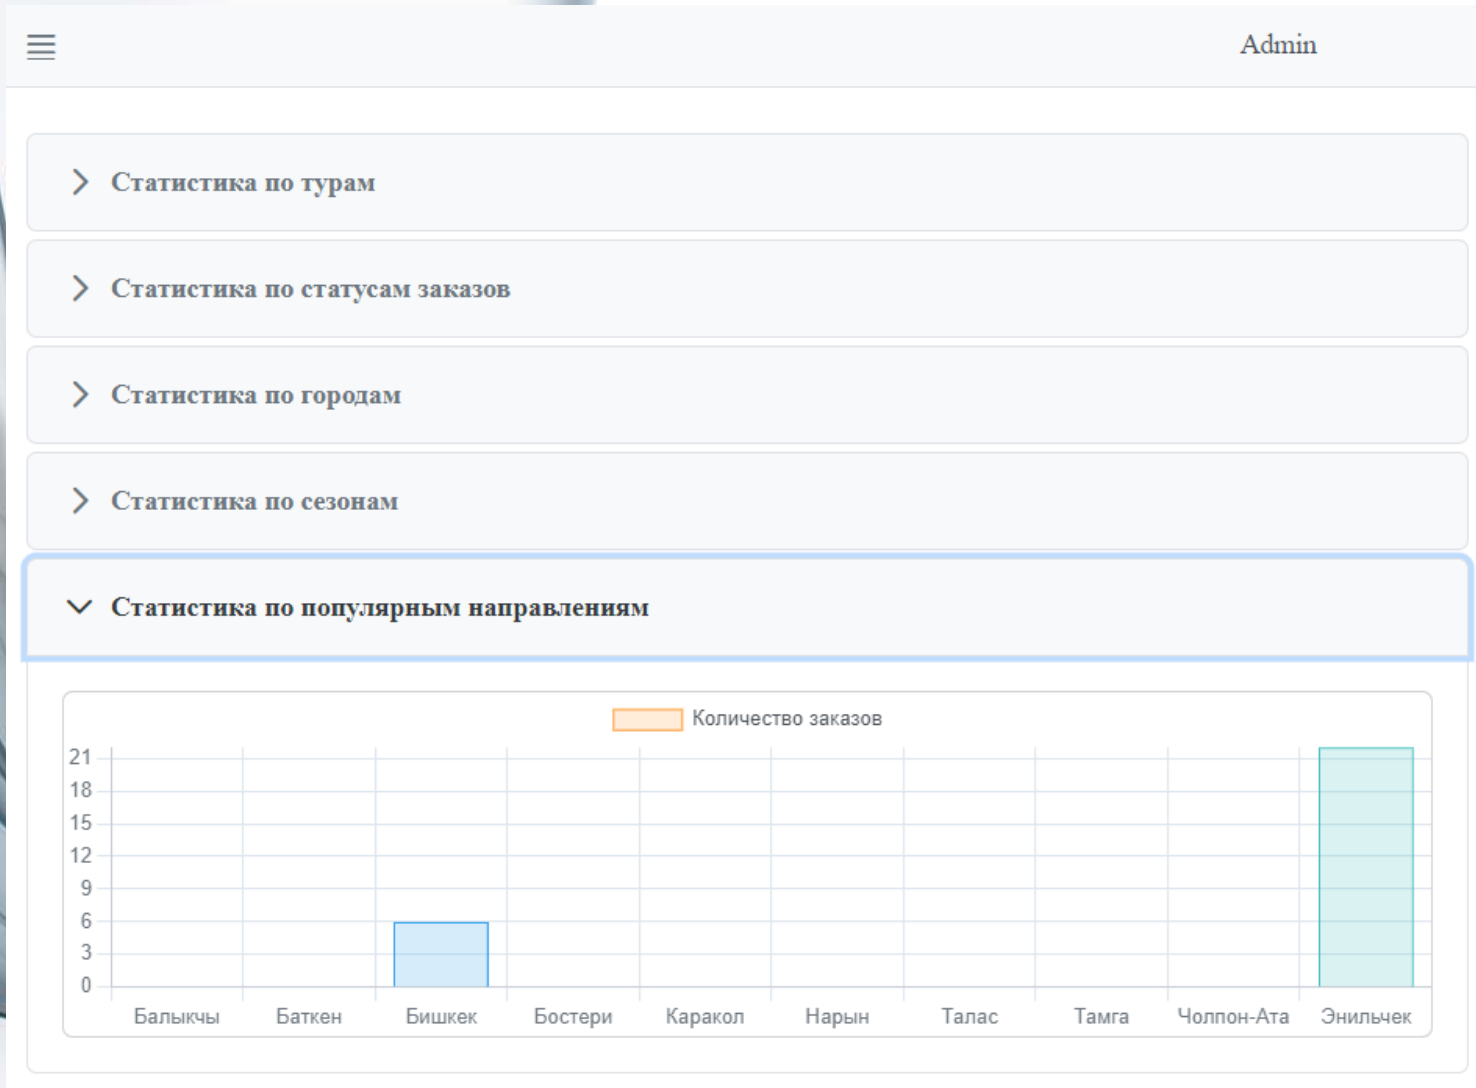 Admin
Статистика по турам
Статистика по статусам заказов
Статистика по городам
Статистика по сезонам
Статистика по популярным направлениям
Количество заказов
21
18
15
12
9
6
3
0
Балыкчы Баткен Бишкек Бостери Каракол Нарын Талас Тамга Чолпон-Ата Энильчек